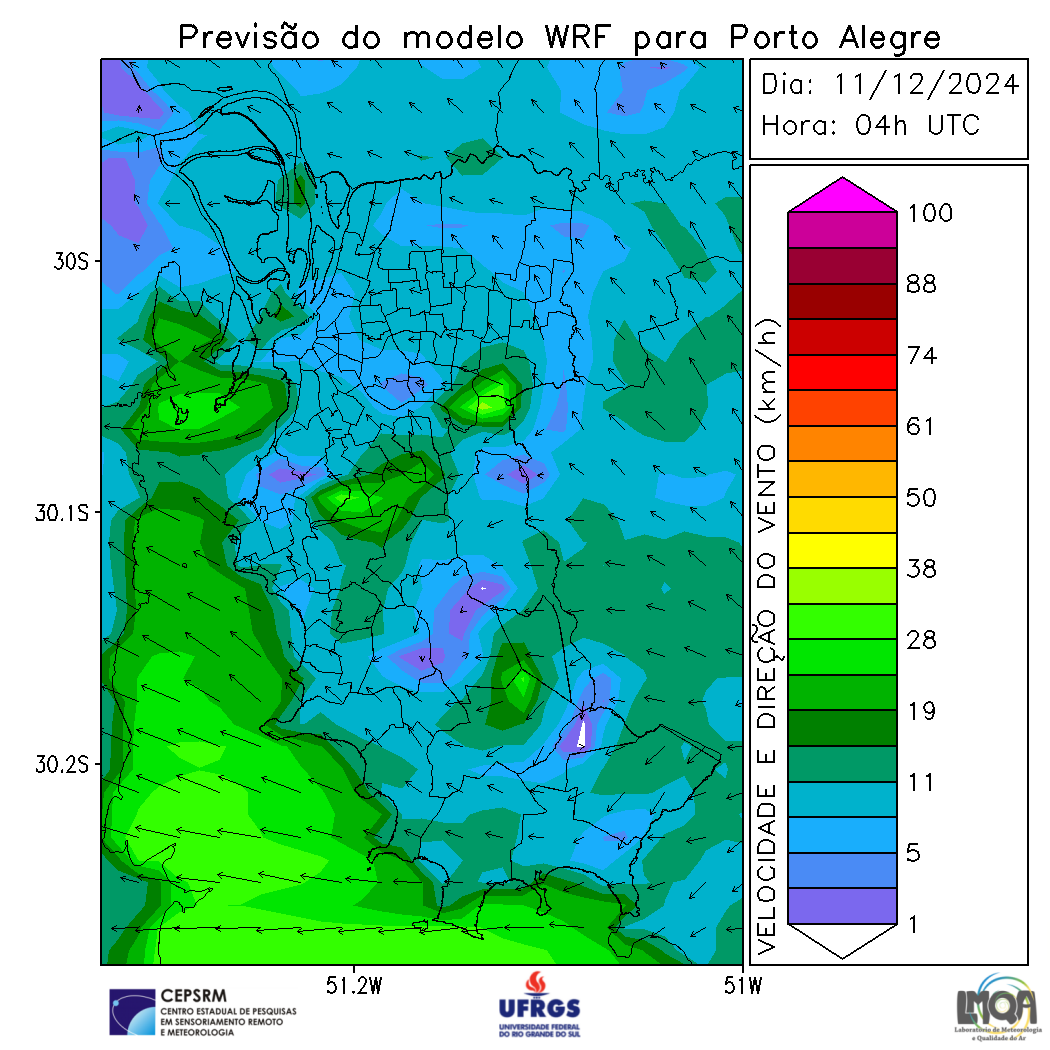 Previsão do modelo WRF para Porto Alegre
Dia: 11/12/2024
Hora: 04h UTC
30S
30.1S
30.2S
51.2W
51W
VELOCIDADE E DIREÇÃO DO VENTO (km/h)
100
88
74
61
50
38
28
19
11
5
1
CEPSRM
CENTRO ESTADUAL DE PESQUISAS
EM SENSORIAMENTO REMOTO
E METEOROLOGIA
UFRGS
UNIVERSIDADE FEDERAL
DO RIO GRANDE DO SUL
LMQA
Laboratório de Meteorologia
e Qualidade do Ar